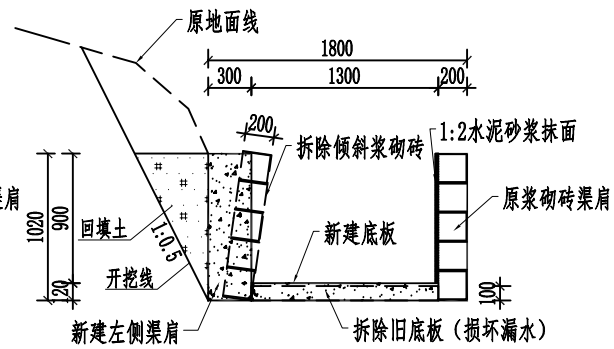 原地面线
1800
300
1300
200
200
1:2水泥砂浆抹面
拆除倾斜浆砌砖
渠肩
原浆砌砖渠肩
1020
900
回填土
1:0.5
新建底板
开挖线
120
100
新建左侧渠肩
拆除旧底板（损坏漏水）